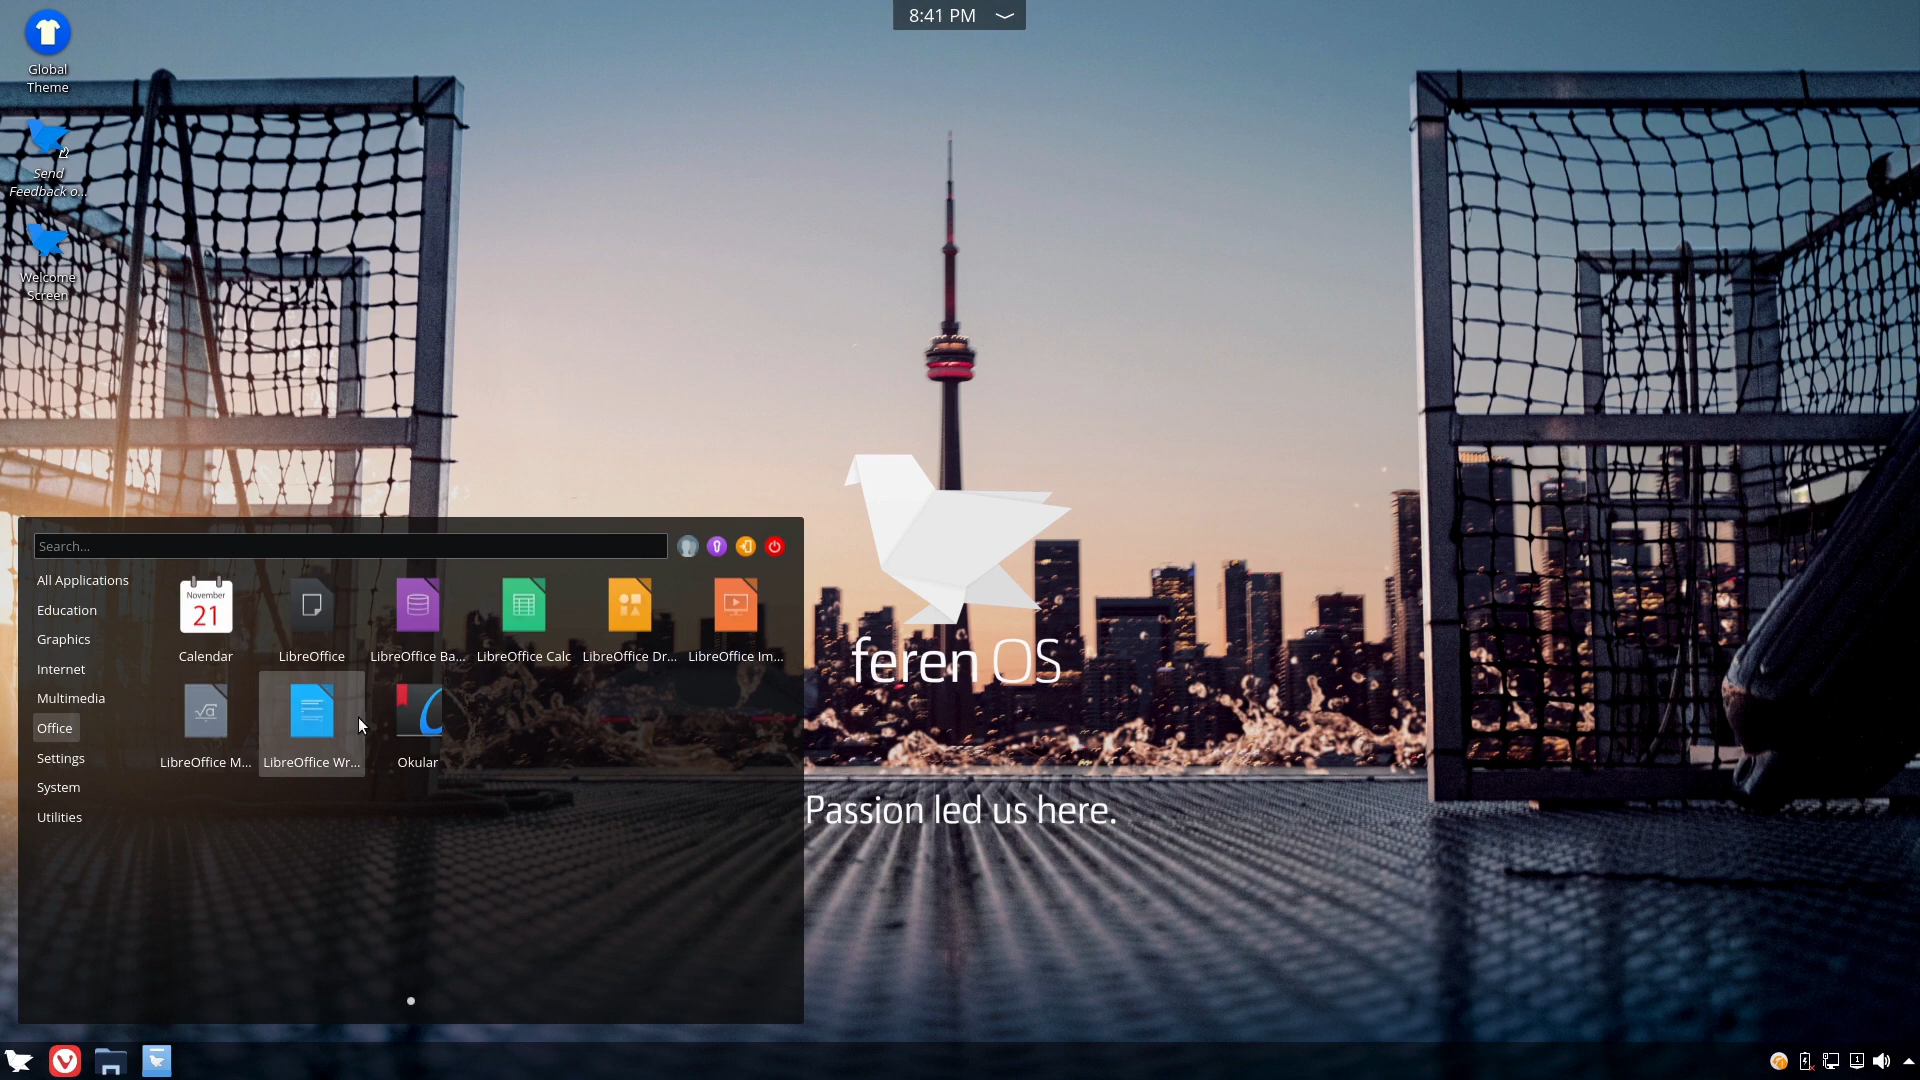 8:41 PM
Global
Theme
Send
Feedback o...
Welcome
Screen
Search...
All Applications
Education
Graphics
Internet
Multimedia
Office
Settings
System
Utilities
November
21
Calendar
LibreOffice
LibreOffice Ba...
LibreOffice Calc
LibreOffice Dr...
LibreOffice Im...
√a
LibreOffice M...
LibreOffice Wr...
Okular
feren OS
Passion led us here.
1